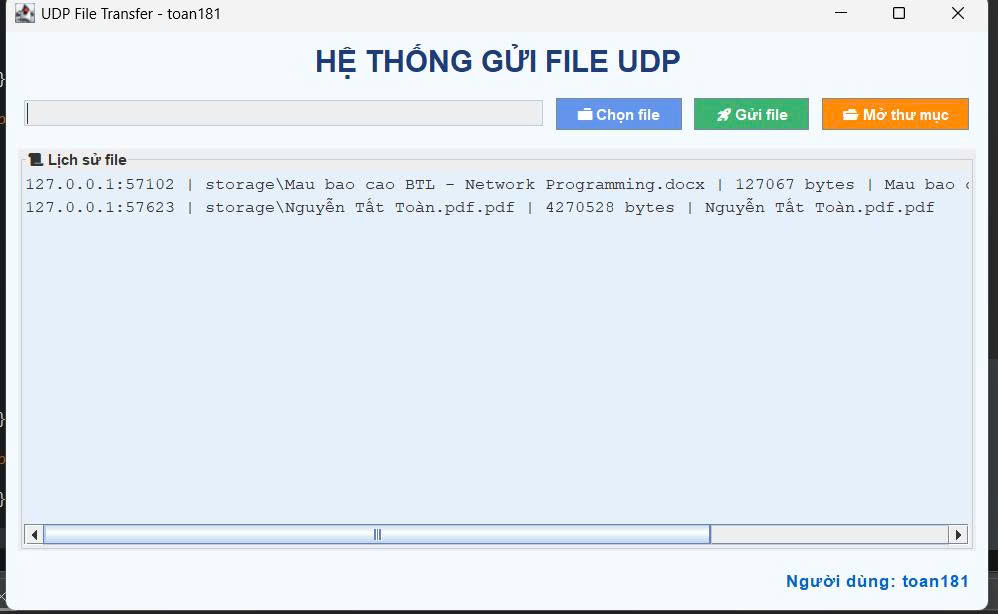 UDP File Transfer - toan181
HỆ THỐNG GỬI FILE UDP
Chọn file
Gửi file
Mở thư mục
Lịch sử file
127.0.0.1:57102 | storage\Mau bao cao BTL - Network Programming.docx | 127067 bytes | Mau bao
127.0.0.1:57623 | storage\Nguyễn Tất Toàn.pdf.pdf | 4270528 bytes | Nguyễn Tất Toàn.pdf.pdf
Người dùng: toan181